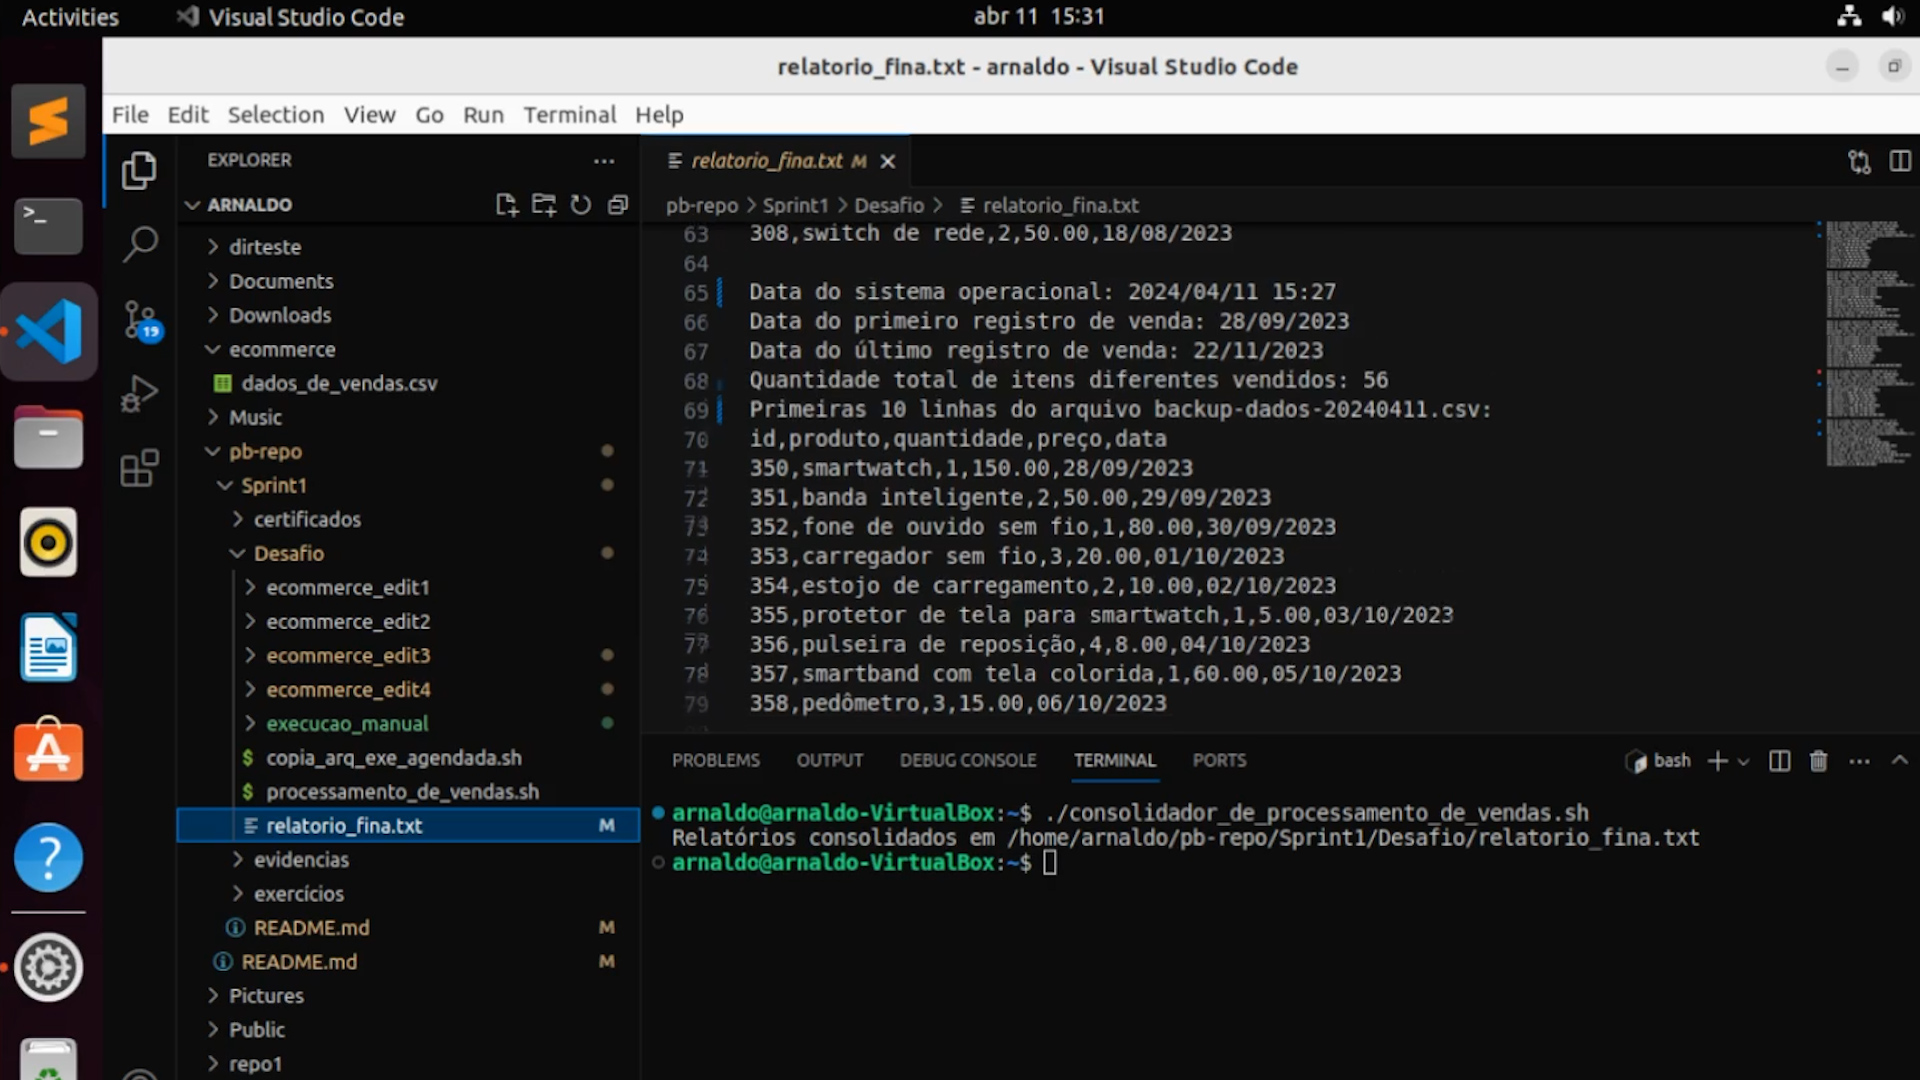 Activities
Visual Studio Code
abr 11 15:31
relatorio_fina.txt - arnaldo - Visual Studio Code
File Edit Selection View Go Run Terminal Help
EXPLORER
ARNALDO
dirteste
Documents
Downloads
ecommerce
dados_de_vendas.csv
Music
pb-repo
Sprint1
certificados
Desafio
ecommerce_edit1
ecommerce_edit2
ecommerce_edit3
ecommerce_edit4
execucao_manual
$ copia_arq_exe_agendada.sh
$ processamento_de_vendas.sh
relatorio_fina.txt M
evidencias
exercícios
README.md M
README.md M
Pictures
Public
repo1
19
relatorio_fina.txt M
pb-repo > Sprint1 > Desafio > relatorio_fina.txt
63 308,switch de rede,2,50.00,18/08/2023
64
65 Data do sistema operacional: 2024/04/11 15:27
66 Data do primeiro registro de venda: 28/09/2023
67 Data do último registro de venda: 22/11/2023
68 Quantidade total de itens diferentes vendidos: 56
69 Primeiras 10 linhas do arquivo backup-dados-20240411.csv:
70 id,produto,quantidade,preço,data
71 350,smartwatch,1,150.00,28/09/2023
72 351,banda inteligente,2,50.00,29/09/2023
73 352,fone de ouvido sem fio,1,80.00,30/09/2023
74 353,carregador sem fio,3,20.00,01/10/2023
75 354,estojo de carregamento,2,10.00,02/10/2023
76 355,protetor de tela para smartwatch,1,5.00,03/10/2023
77 356,pulseira de reposição,4,8.00,04/10/2023
78 357,smartband com tela colorida,1,60.00,05/10/2023
79 358,pedômetro,3,15.00,06/10/2023
PROBLEMS OUTPUT DEBUG CONSOLE TERMINAL PORTS
bash
arnaldo@arnaldo-VirtualBox:~$ ./consolidador_de_processamento_de_vendas.sh
Relatórios consolidados em /home/arnaldo/pb-repo/Sprint1/Desafio/relatorio_fina.txt
arnaldo@arnaldo-VirtualBox:~$